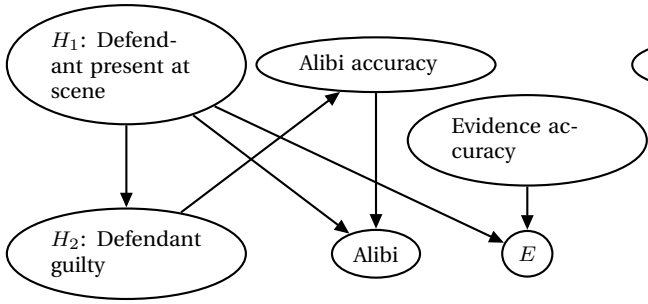 H₁: Defend-
ant present at
scene
Alibi accuracy
Evidence ac-
curacy
H₂: Defendant
guilty
Alibi
E